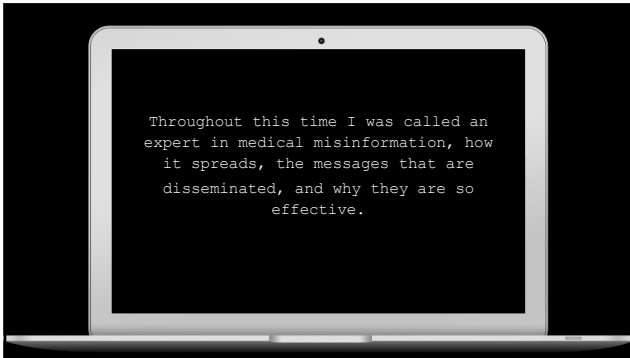 Throughout this time I was called an
expert in medical misinformation, how
it spreads, the messages that are
disseminated, and why they are so
effective.